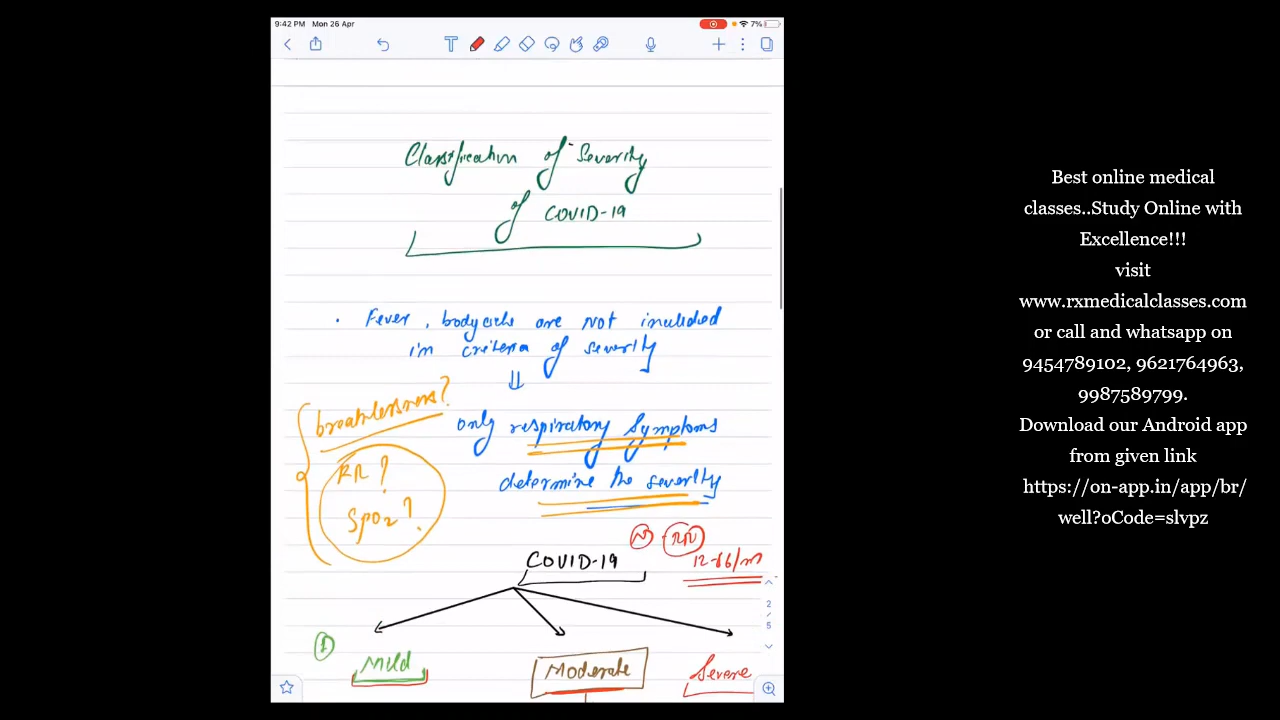 9:42 PM Mon 26 Apr
7%
T
Classification of Severity
of COVID-19
Fever, bodyache are Not included
in criteria of severity
breathlessness?
only respiratory symptoms
RR ?
determine the severity
SpO2 ?
N RR
COVID-19
12-16/m
2
/
5
1
Mild
Moderate
Severe
Best online medical
classes..Study Online with
Excellence!!!
visit
www.rxmedicalclasses.com
or call and whatsapp on
9454789102, 9621764963,
9987589799.
Download our Android app
from given link
https://on-app.in/app/br/
well?oCode=slvpz